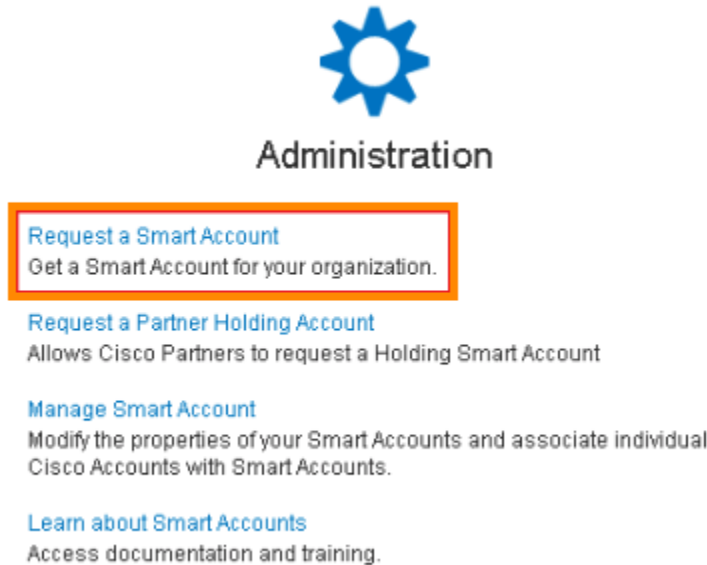 Administration
Request a Smart Account
Get a Smart Account for your organization.
Request a Partner Holding Account
Allows Cisco Partners to request a Holding Smart Account
Manage Smart Account
Modify the properties of your Smart Accounts and associate individual
Cisco Accounts with Smart Accounts.
Learn about Smart Accounts
Access documentation and training.